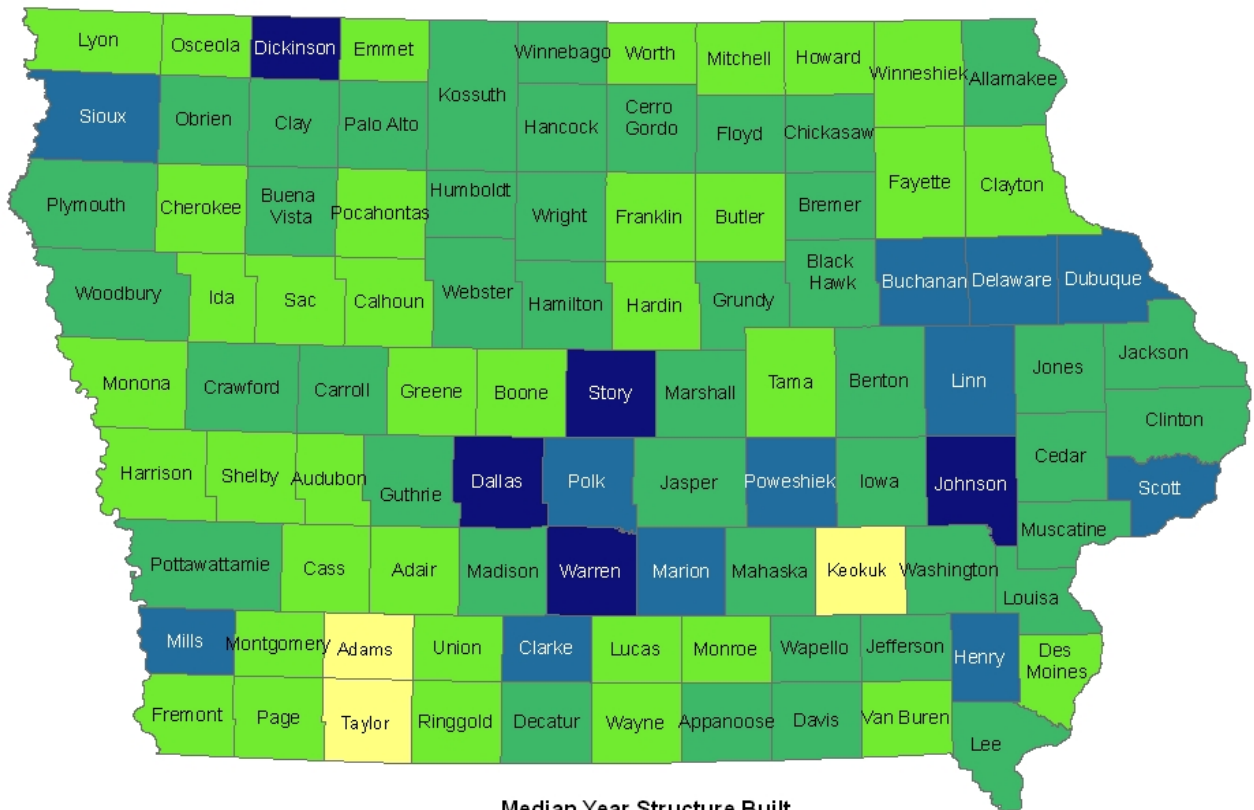 Lyon
Osceola
Dickinson
Emmet
Kossuth
Winnebago
Worth
Mitchell
Howard
Winneshiek
Allamakee
Sioux
Obrien
Clay
Palo Alto
Hancock
Cerro
Gordo
Floyd
Chickasaw
Plymouth
Cherokee
Buena
Vista
Pocahontas
Humboldt
Wright
Franklin
Butler
Bremer
Fayette
Clayton
Woodbury
Ida
Sac
Calhoun
Webster
Hamilton
Hardin
Grundy
Black
Hawk
Buchanan
Delaware
Dubuque
Monona
Crawford
Carroll
Greene
Boone
Story
Marshall
Tama
Benton
Linn
Jones
Jackson
Clinton
Harrison
Shelby
Audubon
Guthrie
Dallas
Polk
Jasper
Poweshiek
Iowa
Johnson
Cedar
Scott
Muscatine
Pottawattamie
Cass
Adair
Madison
Warren
Marion
Mahaska
Keokuk
Washington
Louisa
Mills
Montgomery
Adams
Union
Clarke
Lucas
Monroe
Wapello
Jefferson
Henry
Des
Moines
Fremont
Page
Taylor
Ringgold
Decatur
Wayne
Appanoose
Davis
Van Buren
Lee
Median Year Structure Built